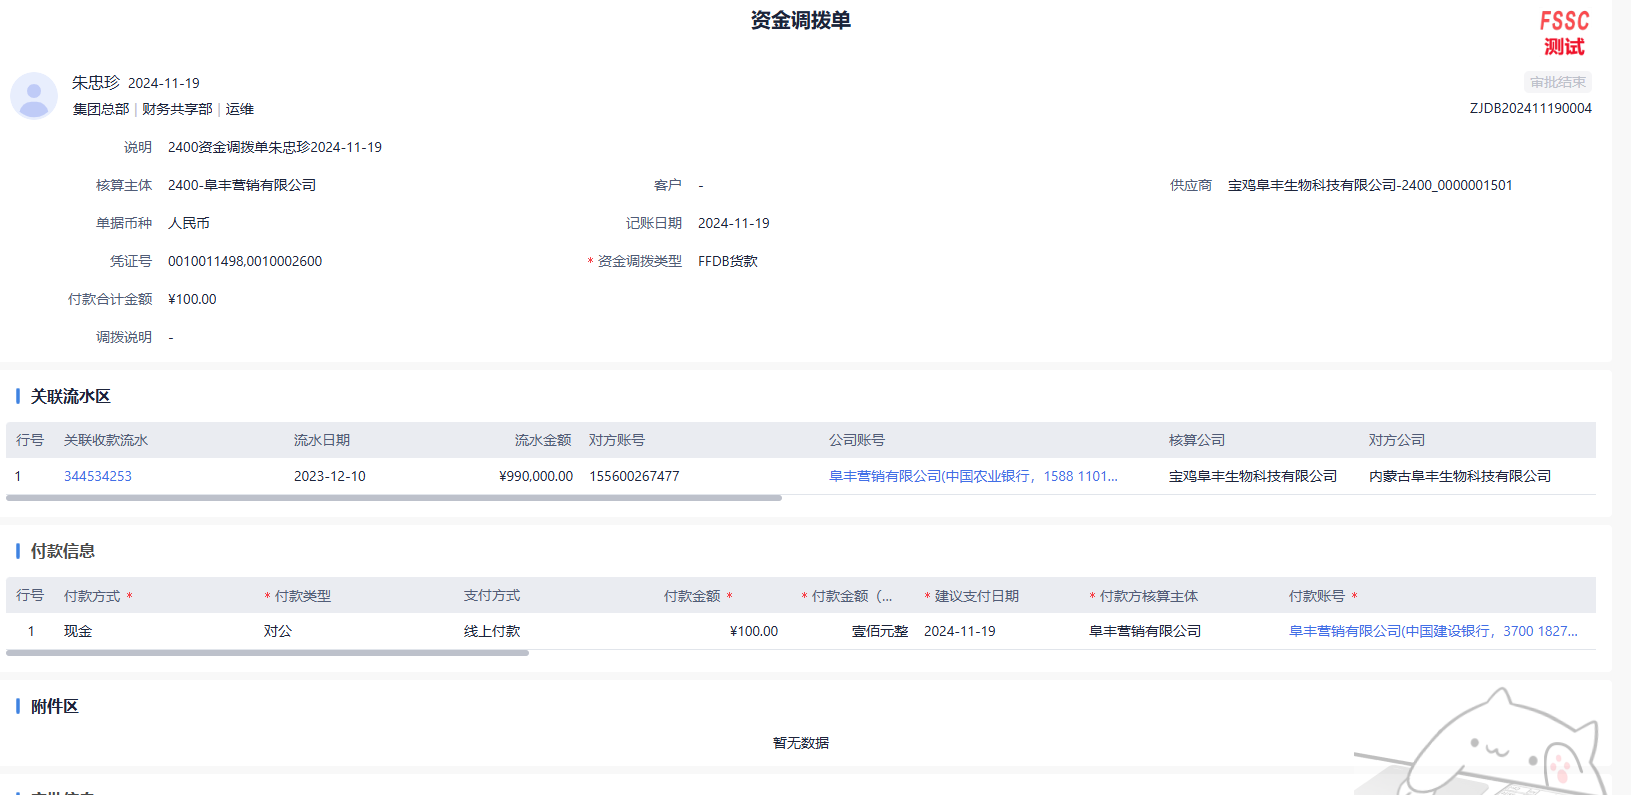 资金调拨单
FSSC
测试
朱忠珍 2024-11-19
审批结束
集团总部 | 财务共享部 | 运维
ZJDB202411190004
说明 2400资金调拨单朱忠珍2024-11-19
核算主体 2400-阜丰营销有限公司 客户 - 供应商 宝鸡阜丰生物科技有限公司-2400_0000001501
单据币种 人民币 记账日期 2024-11-19
凭证号 0010011498,0010002600 * 资金调拨类型 FFDB货款
付款合计金额 ¥100.00
调拨说明 -
关联流水区
行号 关联收款流水 流水日期 流水金额 对方账号 公司账号 核算公司 对方公司
1 344534253 2023-12-10 ¥990,000.00 155600267477 阜丰营销有限公司(中国农业银行，1588 1101... 宝鸡阜丰生物科技有限公司 内蒙古阜丰生物科技有限公司
付款信息
行号 付款方式 * * 付款类型 支付方式 付款金额 * * 付款金额（... * 建议支付日期 * 付款方核算主体 付款账号 *
1 现金 对公 线上付款 ¥100.00 壹佰元整 2024-11-19 阜丰营销有限公司 阜丰营销有限公司(中国建设银行，3700 1827...
附件区
暂无数据